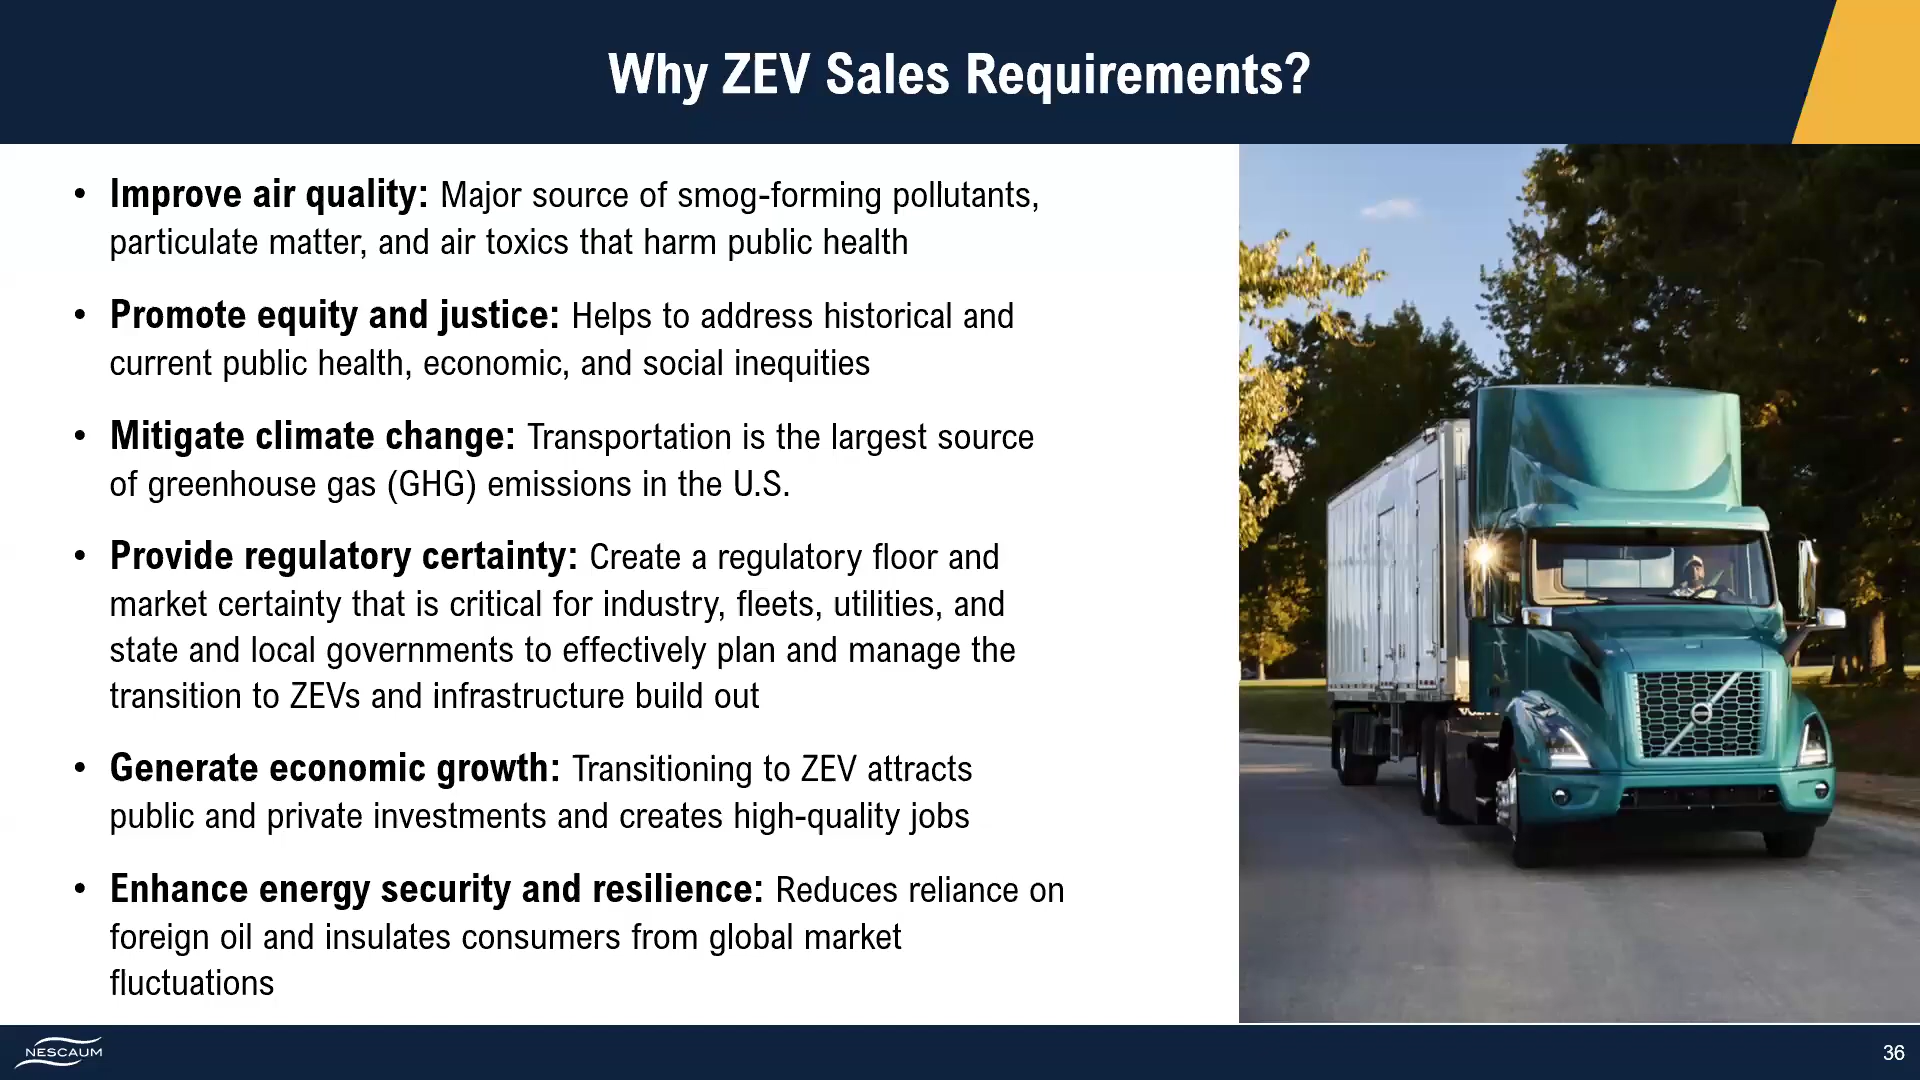 Why ZEV Sales Requirements?
• Improve air quality: Major source of smog-forming pollutants,
particulate matter, and air toxics that harm public health
• Promote equity and justice: Helps to address historical and
current public health, economic, and social inequities
• Mitigate climate change: Transportation is the largest source
of greenhouse gas (GHG) emissions in the U.S.
• Provide regulatory certainty: Create a regulatory floor and
market certainty that is critical for industry, fleets, utilities, and
state and local governments to effectively plan and manage the
transition to ZEVs and infrastructure build out
• Generate economic growth: Transitioning to ZEV attracts
public and private investments and creates high-quality jobs
• Enhance energy security and resilience: Reduces reliance on
foreign oil and insulates consumers from global market
fluctuations
NESCAUM
36